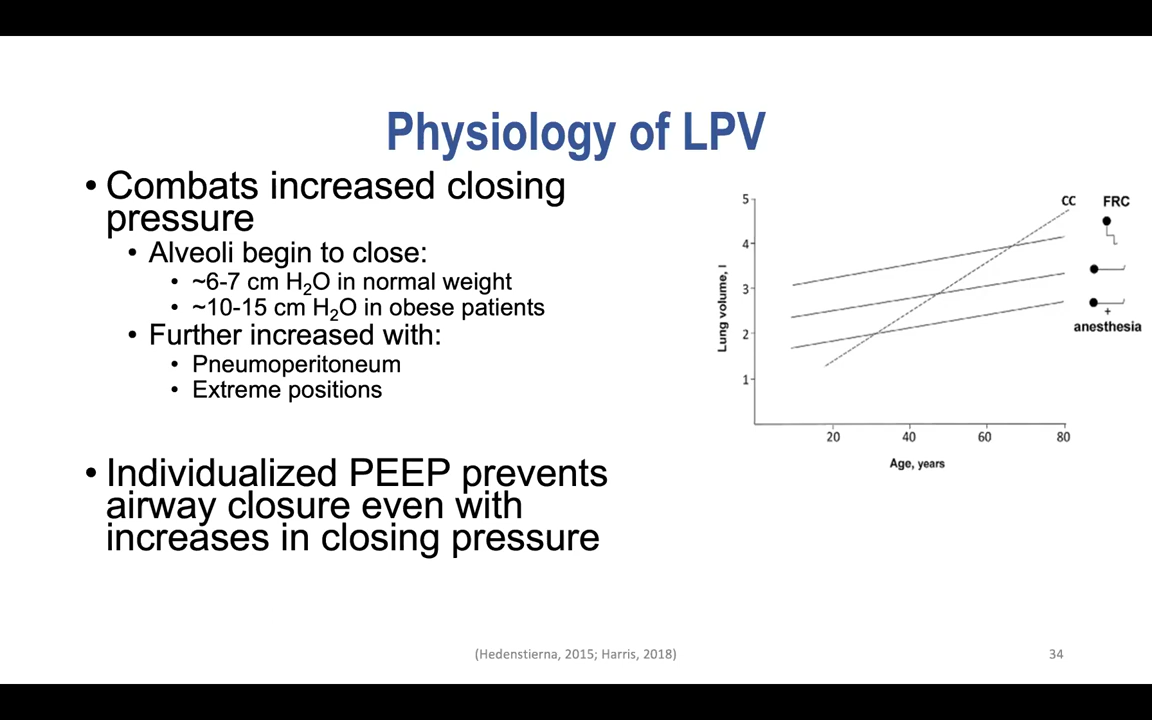 Physiology of LPV
• Combats increased closing
pressure
• Alveoli begin to close:
• ~6-7 cm H₂O in normal weight
• ~10-15 cm H₂O in obese patients
• Further increased with:
• Pneumoperitoneum
• Extreme positions
• Individualized PEEP prevents
airway closure even with
increases in closing pressure
CC FRC
5
4
3
2
1
Lung volume, l
+
anesthesia
20 40 60 80
Age, years
(Hedenstierna, 2015; Harris, 2018)
34